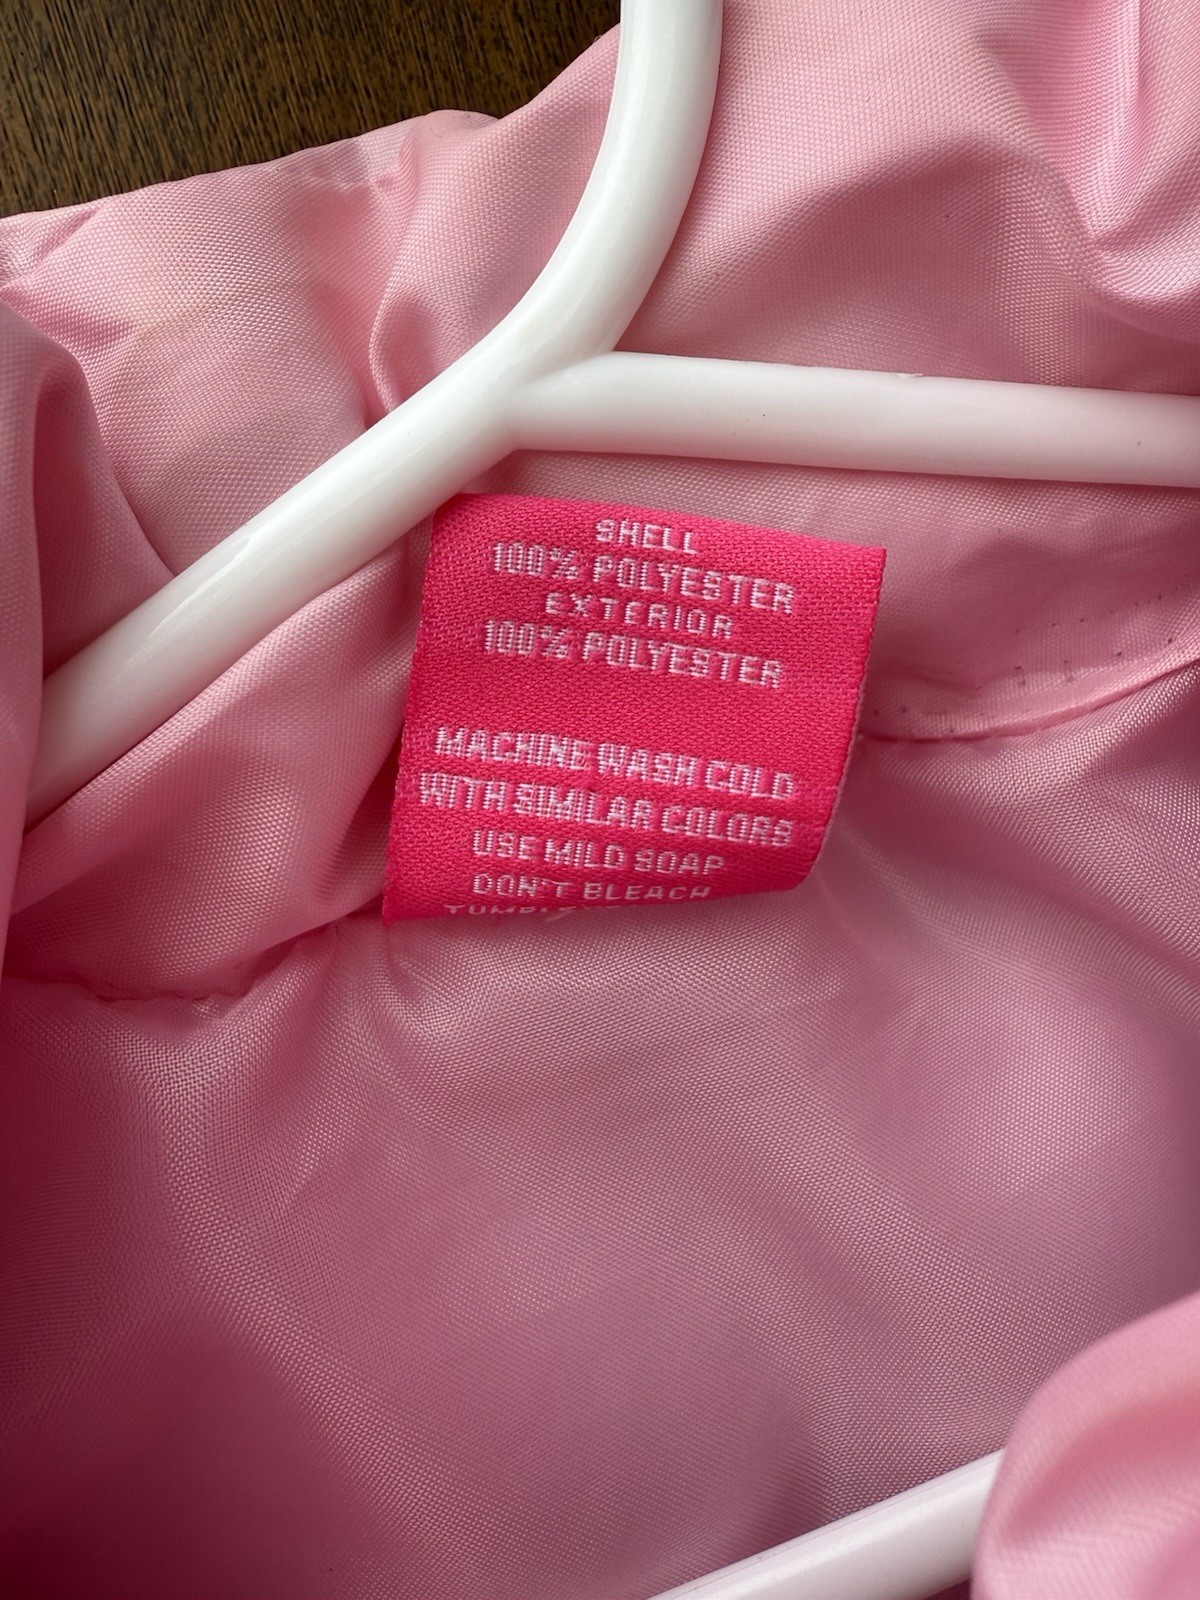 SHELL
100% POLYESTER
EXTERIOR
100% POLYESTER
MACHINE WASH COLD
WITH SIMILAR COLORS
USE MILD SOAP
DON'T BLEACH